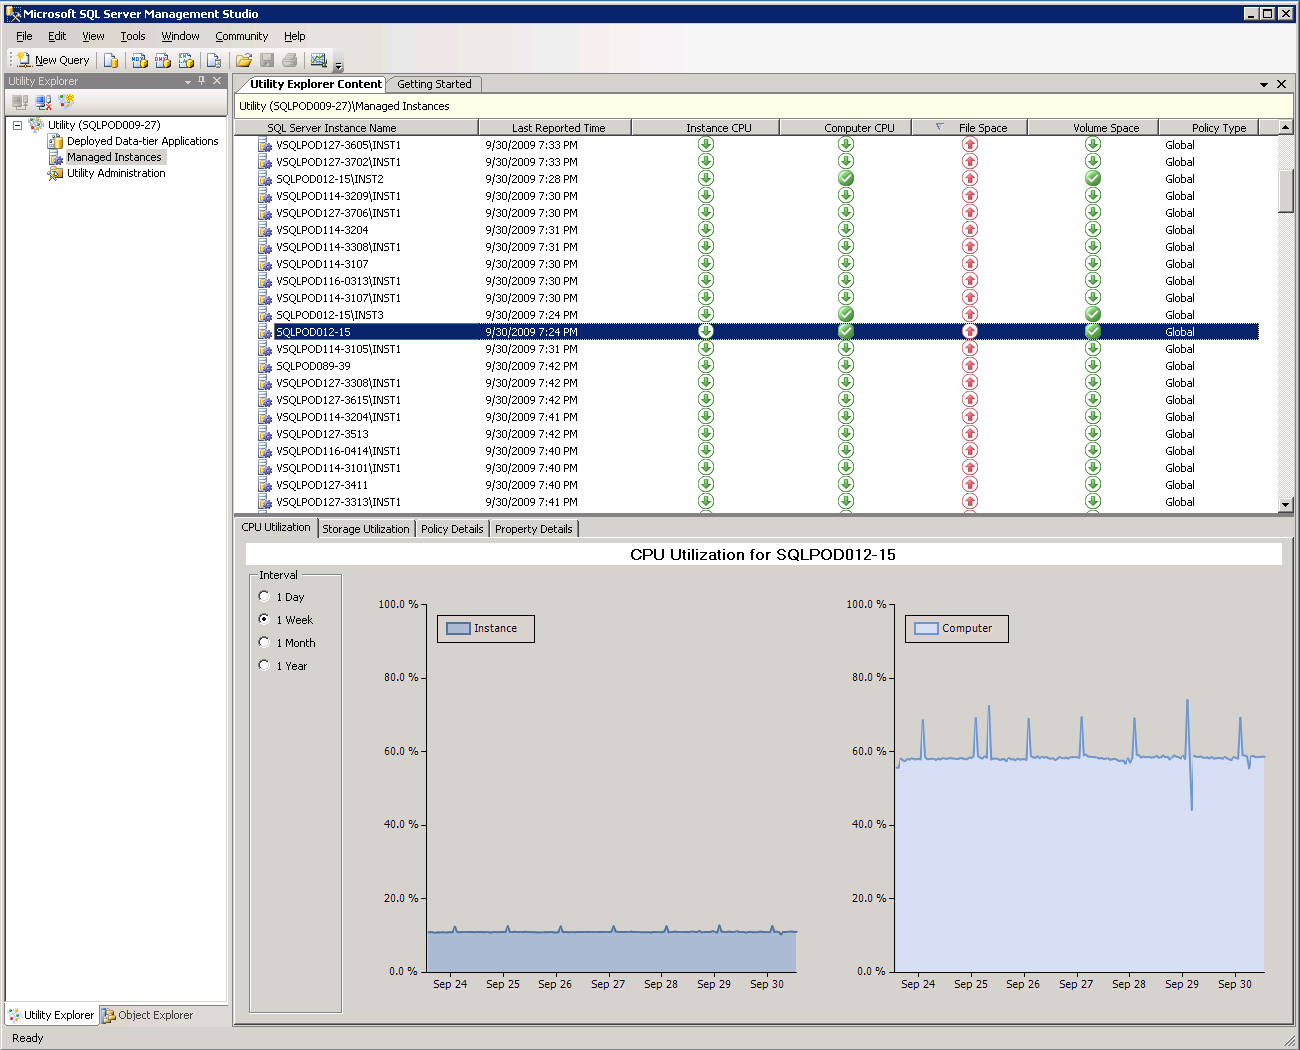 Microsoft SQL Server Management Studio
File Edit View Tools Window Community Help
New Query
Utility Explorer
Utility (SQLPOD009-27)
Deployed Data-tier Applications
Managed Instances
Utility Administration
Utility Explorer Content Getting Started
Utility (SQLPOD009-27)\Managed Instances
SQL Server Instance Name Last Reported Time Instance CPU Computer CPU File Space Volume Space Policy Type
VSQLPOD127-3605\INST1 9/30/2009 7:33 PM Global
VSQLPOD127-3702\INST1 9/30/2009 7:33 PM Global
SQLPOD012-15\INST2 9/30/2009 7:28 PM Global
VSQLPOD114-3209\INST1 9/30/2009 7:30 PM Global
VSQLPOD127-3706\INST1 9/30/2009 7:30 PM Global
VSQLPOD114-3204 9/30/2009 7:31 PM Global
VSQLPOD114-3308\INST1 9/30/2009 7:31 PM Global
VSQLPOD114-3107 9/30/2009 7:30 PM Global
VSQLPOD116-0313\INST1 9/30/2009 7:30 PM Global
VSQLPOD114-3107\INST1 9/30/2009 7:30 PM Global
SQLPOD012-15\INST3 9/30/2009 7:24 PM Global
SQLPOD012-15 9/30/2009 7:24 PM Global
VSQLPOD114-3105\INST1 9/30/2009 7:31 PM Global
SQLPOD089-39 9/30/2009 7:42 PM Global
VSQLPOD127-3308\INST1 9/30/2009 7:42 PM Global
VSQLPOD127-3615\INST1 9/30/2009 7:42 PM Global
VSQLPOD114-3204\INST1 9/30/2009 7:41 PM Global
VSQLPOD127-3513 9/30/2009 7:42 PM Global
VSQLPOD116-0414\INST1 9/30/2009 7:40 PM Global
VSQLPOD114-3101\INST1 9/30/2009 7:40 PM Global
VSQLPOD127-3411 9/30/2009 7:40 PM Global
VSQLPOD127-3313\INST1 9/30/2009 7:41 PM Global
CPU Utilization Storage Utilization Policy Details Property Details
CPU Utilization for SQLPOD012-15
Interval
1 Day
1 Week
1 Month
1 Year
100.0 %
80.0 %
60.0 %
40.0 %
20.0 %
0.0 %
Instance
Sep 24 Sep 25 Sep 26 Sep 27 Sep 28 Sep 29 Sep 30
100.0 %
80.0 %
60.0 %
40.0 %
20.0 %
0.0 %
Computer
Sep 24 Sep 25 Sep 26 Sep 27 Sep 28 Sep 29 Sep 30
Utility Explorer Object Explorer
Ready